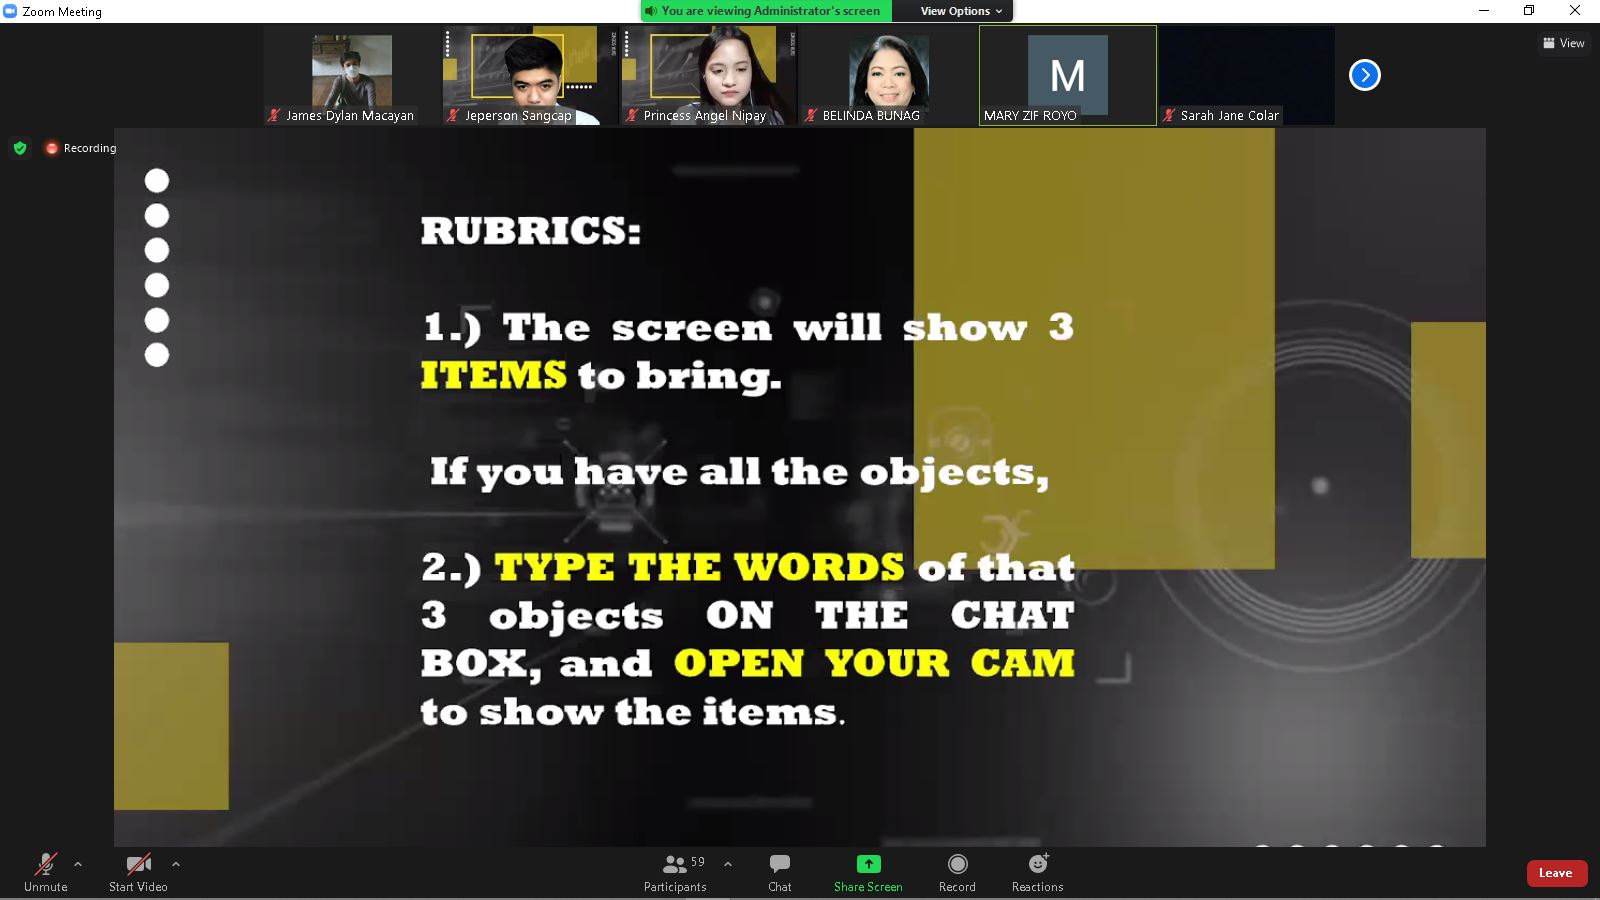 Zoom Meeting
You are viewing Administrator's screen
View Options
View
James Dylan Macayan
Jeperson Sangcap
Princess Angel Nipay
BELINDA BUNAG
M
MARY ZIF ROYO
Sarah Jane Colar
Recording
RUBRICS:
1.) The screen will show 3
ITEMS to bring.
If you have all the objects,
2.) TYPE THE WORDS of that
3 objects ON THE CHAT
BOX, and OPEN YOUR CAM
to show the items.
Unmute
Start Video
59
Participants
Chat
Share Screen
Record
Reactions
Leave